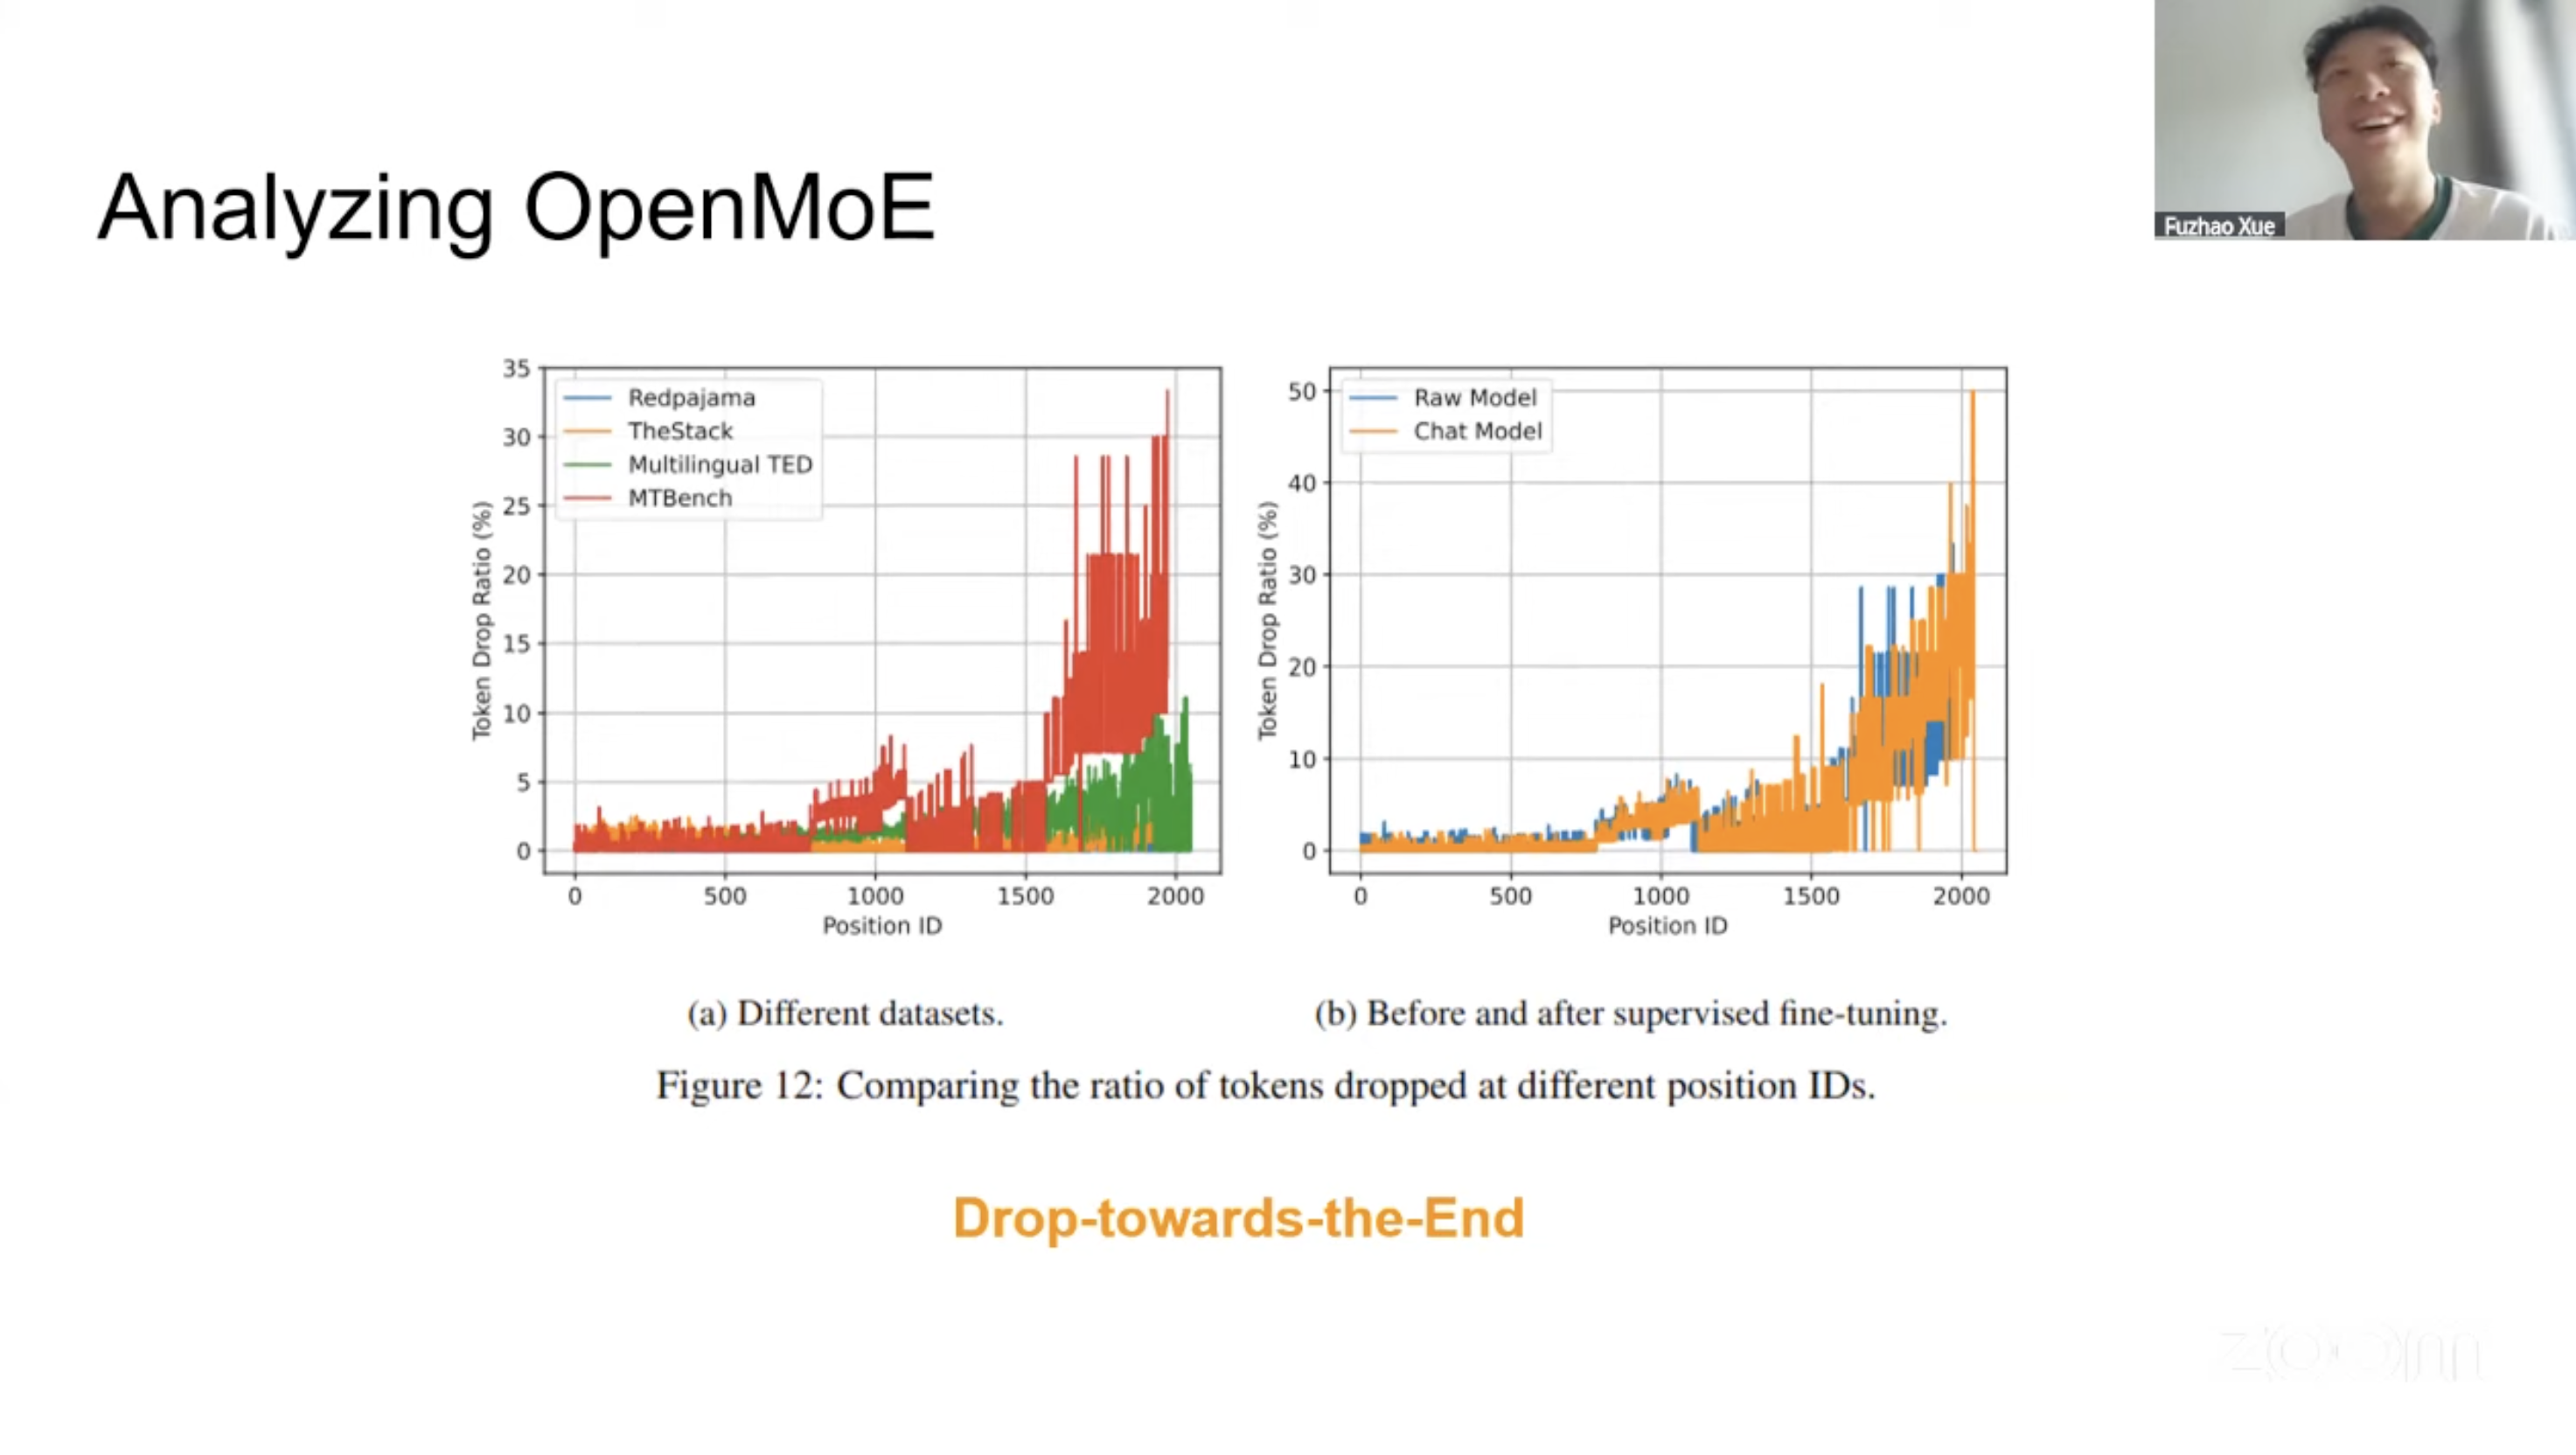 Analyzing OpenMoE
Fuzhao Xue
35
30
25
20
15
10
5
0
Token Drop Ratio (%)
Redpajama
TheStack
Multilingual TED
MTBench
0 500 1000 1500 2000
Position ID
50
40
30
20
10
0
Token Drop Ratio (%)
Raw Model
Chat Model
0 500 1000 1500 2000
Position ID
(a) Different datasets.
(b) Before and after supervised fine-tuning.
Figure 12: Comparing the ratio of tokens dropped at different position IDs.
Drop-towards-the-End
zoom